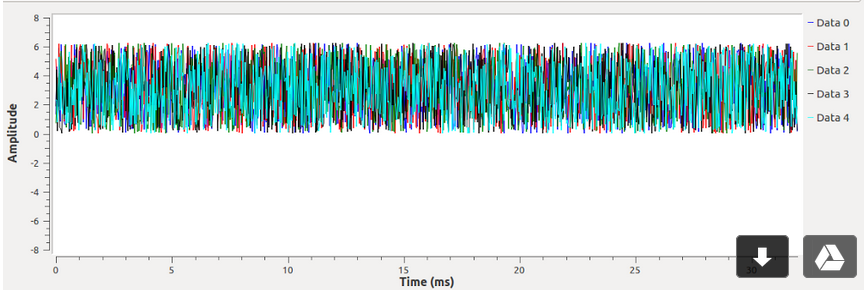 8
6
4
2
0
-2
-4
-6
-8
Amplitude
0 5 10 15 20 25 30
Time (ms)
Data 0
Data 1
Data 2
Data 3
Data 4